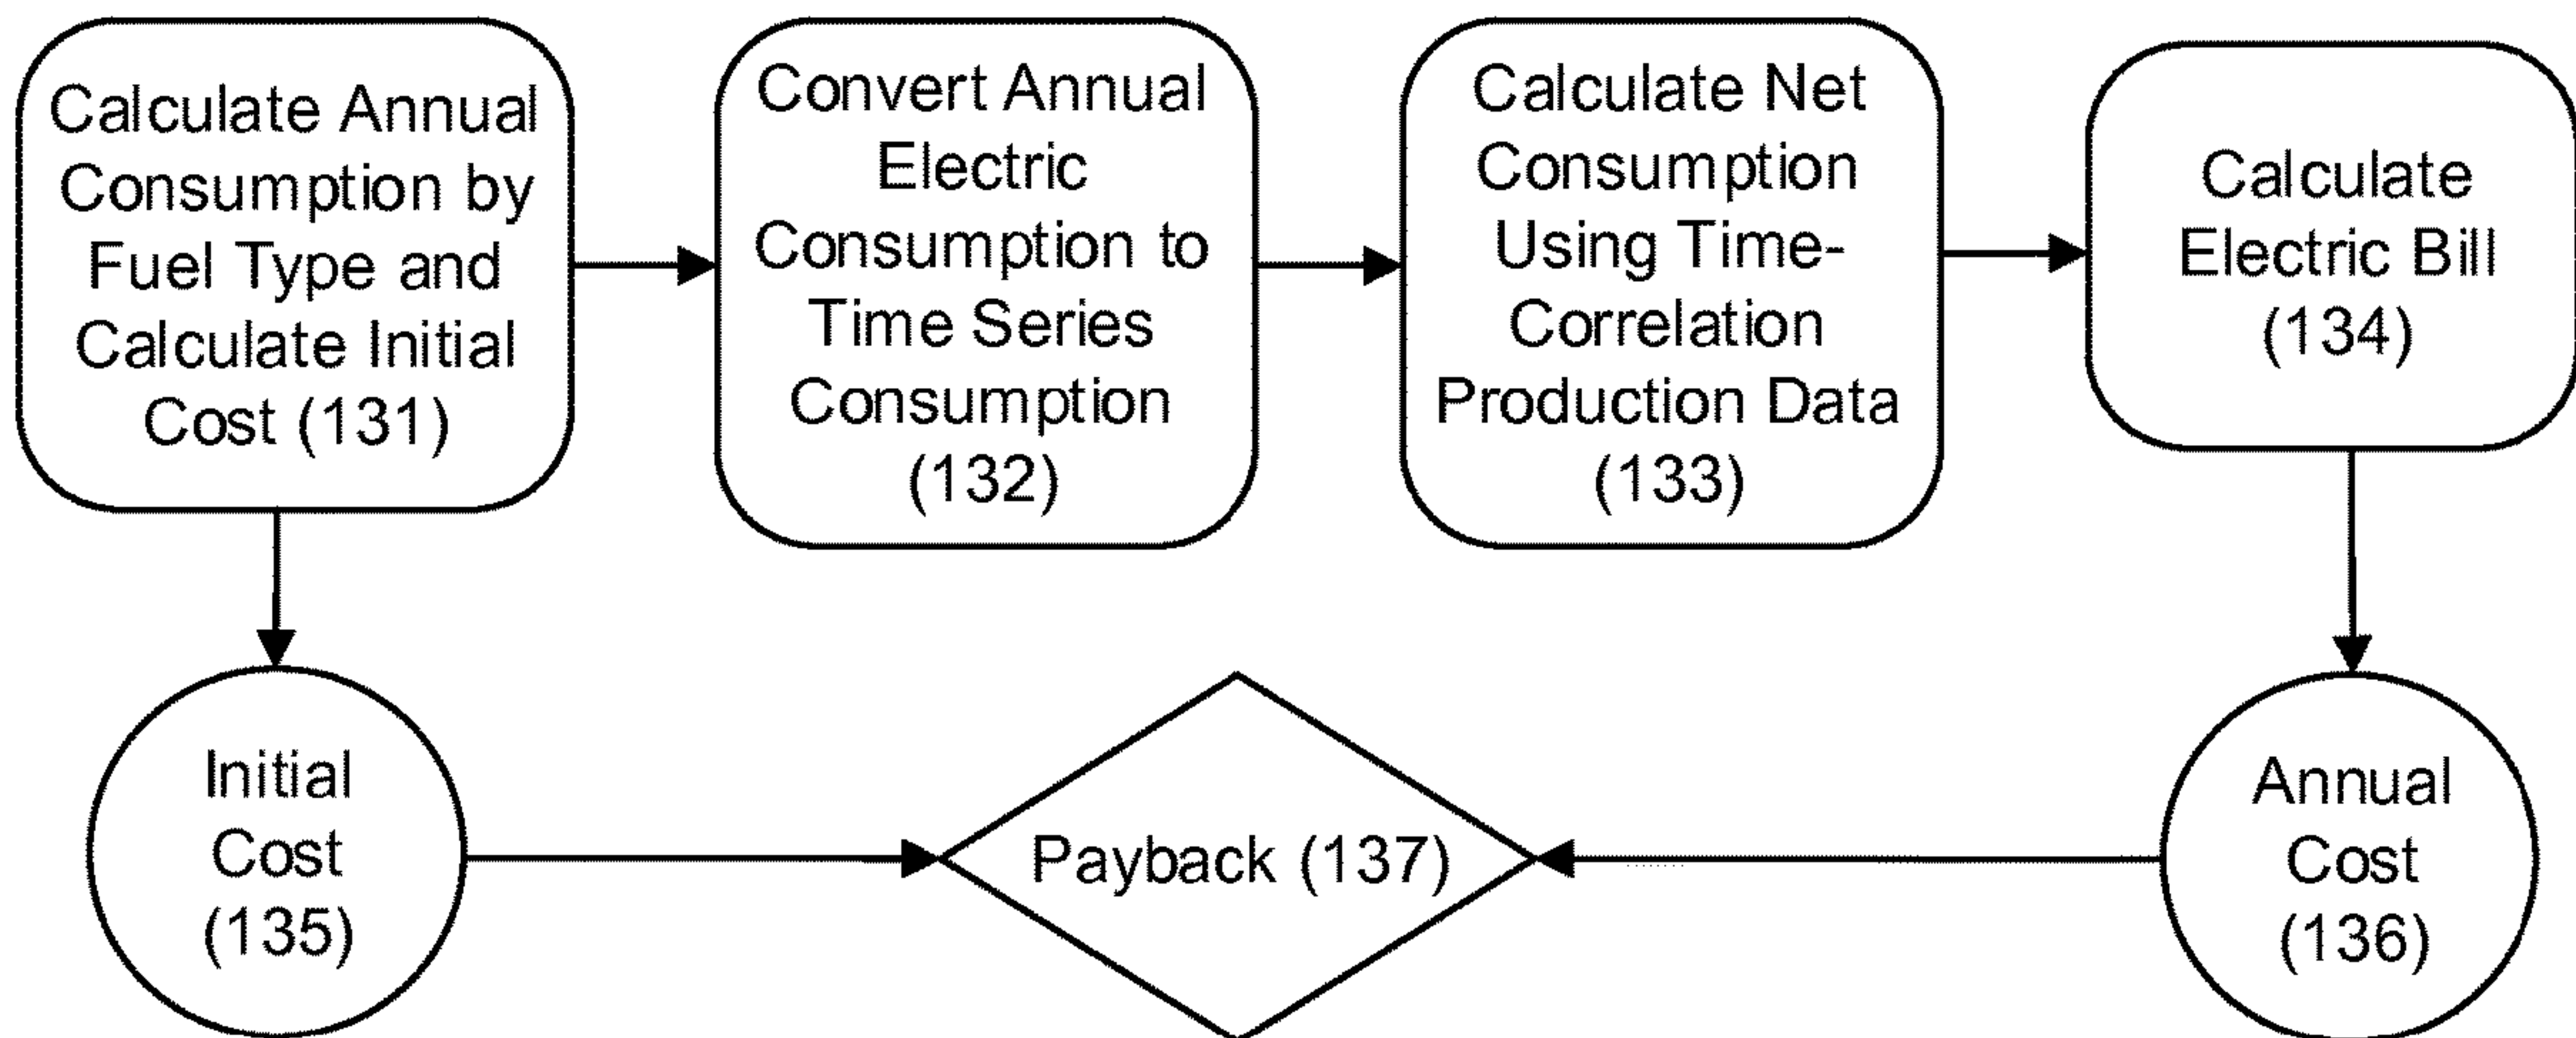 Calculate Annual
Consumption by
Fuel Type and
Calculate Initial
Cost (131)
Convert Annual
Electric
Consumption to
Time Series
Consumption
(132)
Calculate Net
Consumption
Using Time-
Correlation
Production Data
(133)
Calculate
Electric Bill
(134)
Initial
Cost
(135)
Payback (137)
Annual
Cost
(136)